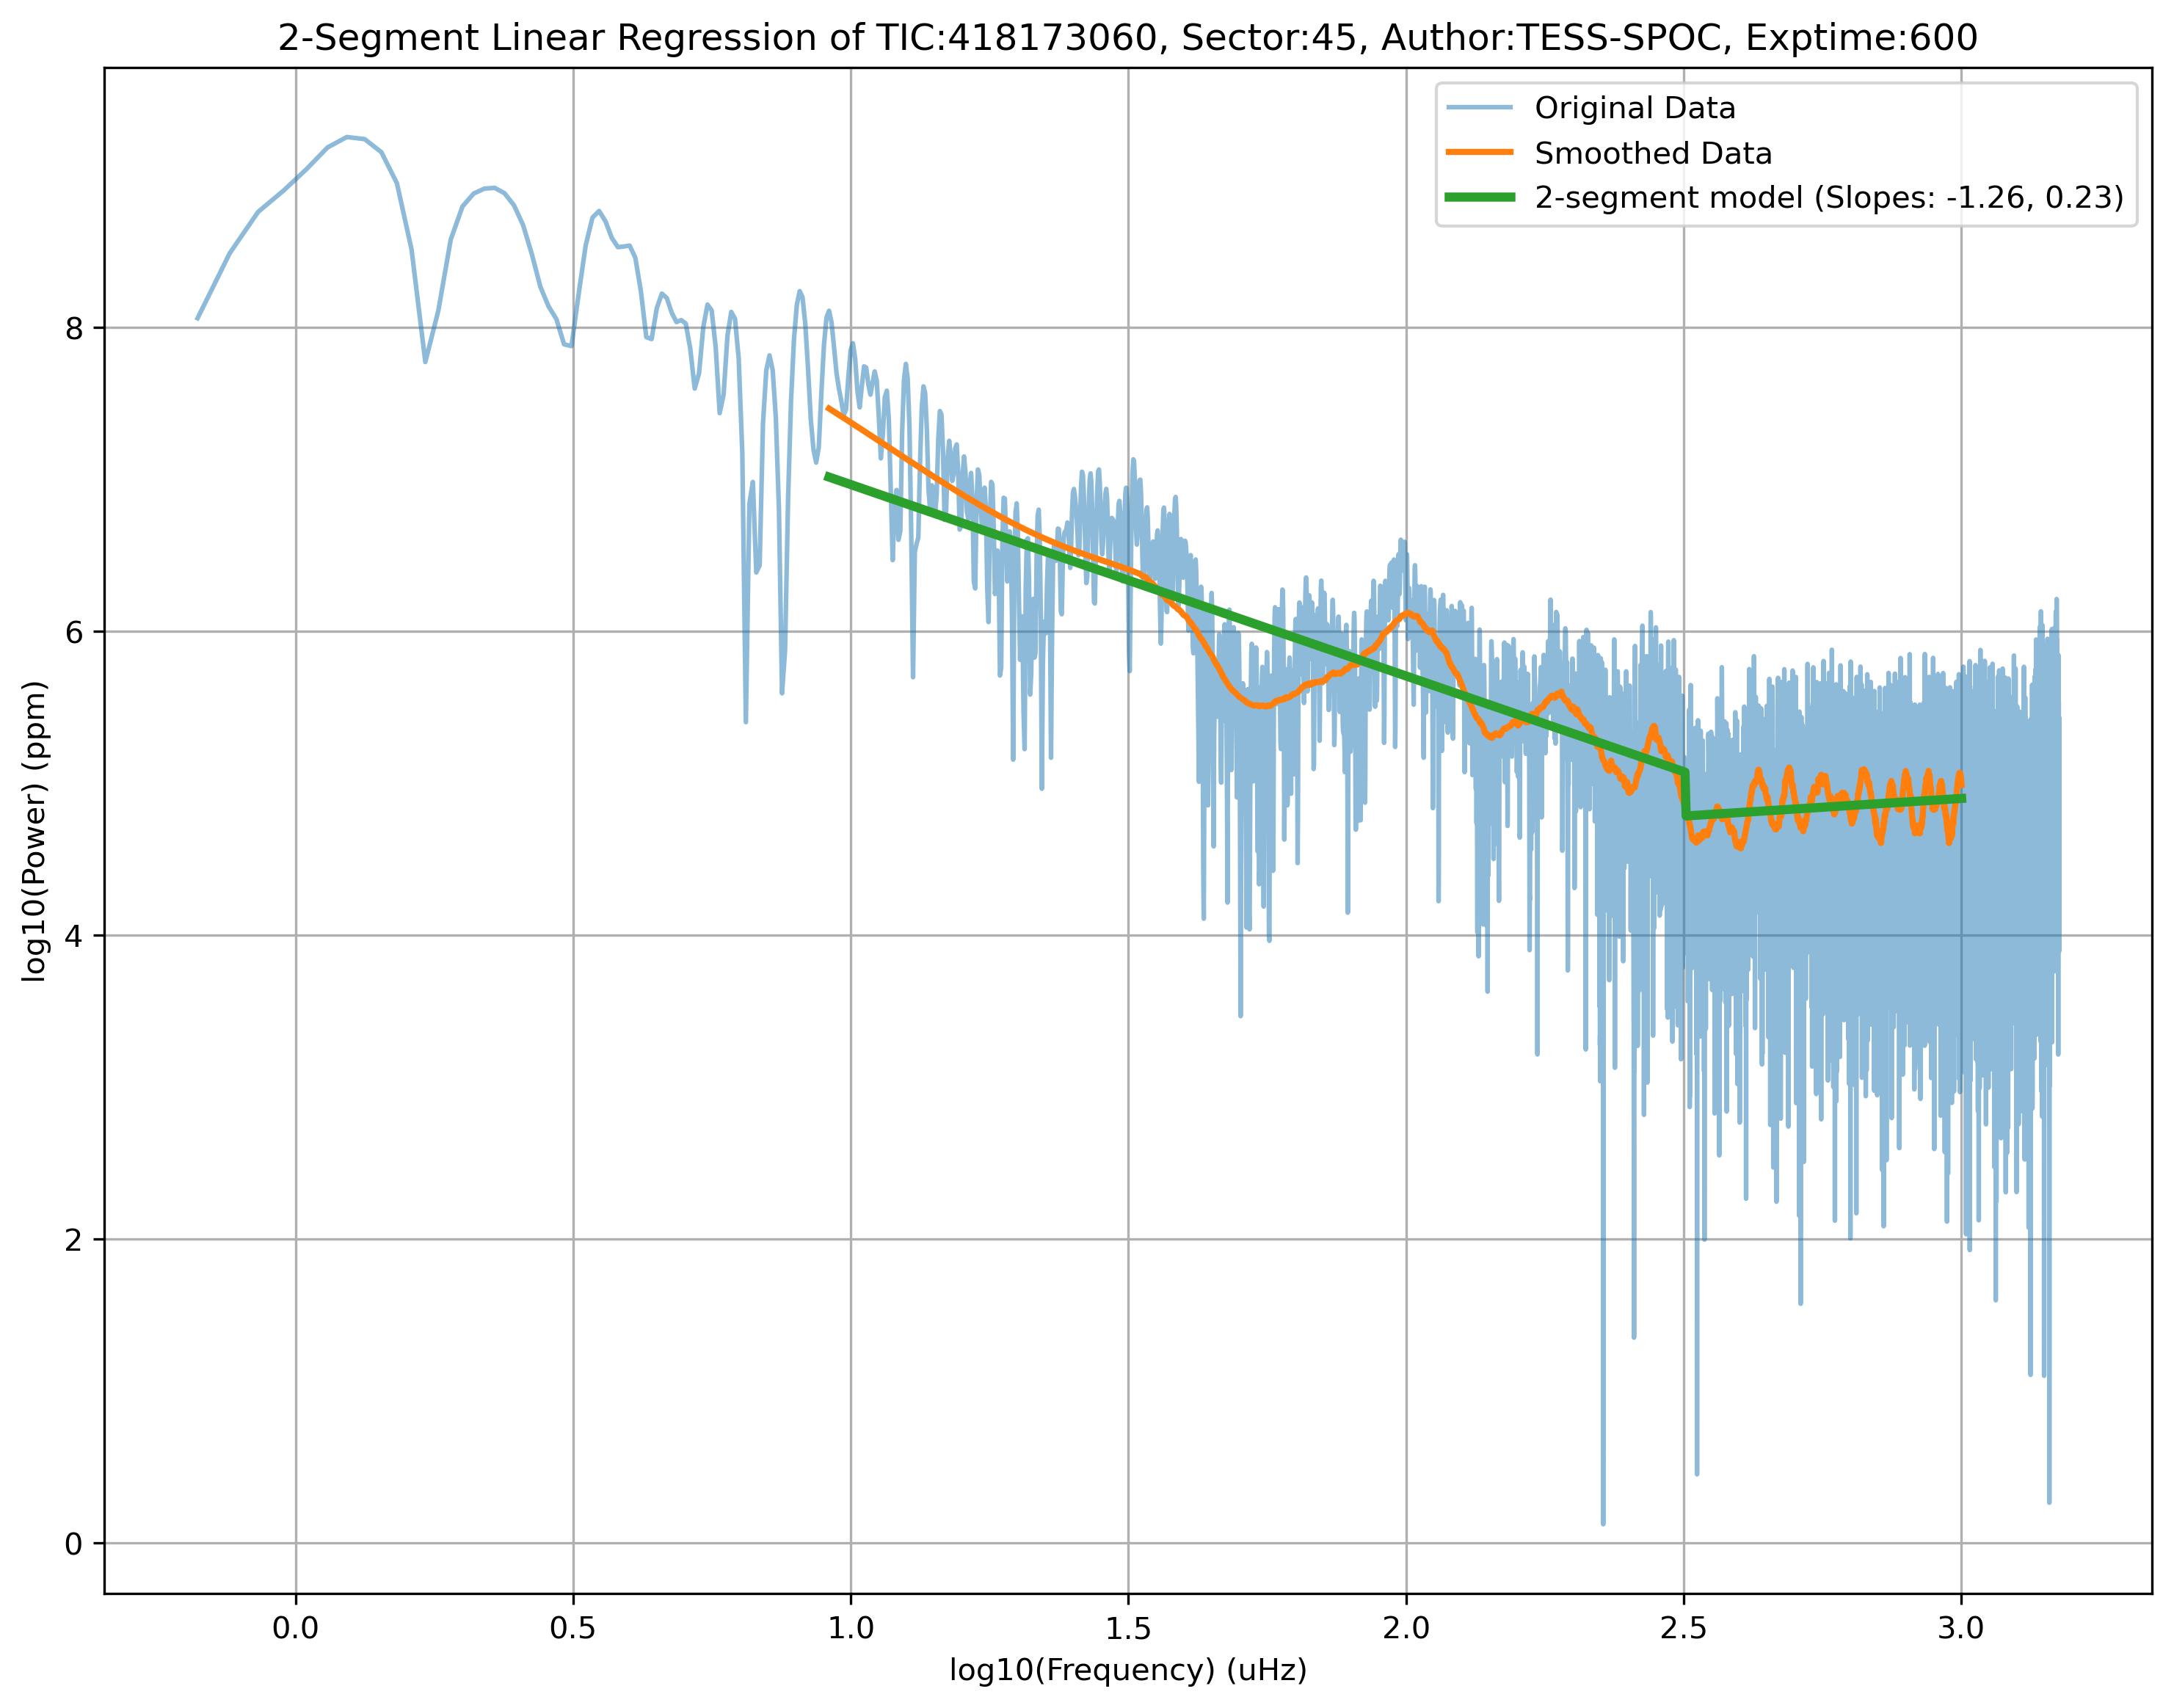 2-Segment Linear Regression of TIC:418173060, Sector:45, Author:TESS-SPOC, Exptime:600
Original Data
Smoothed Data
2-segment model (Slopes: -1.26, 0.23)
log10(Power) (ppm)
8
6
4
2
0
0.0 0.5 1.0 1.5 2.0 2.5 3.0
log10(Frequency) (uHz)